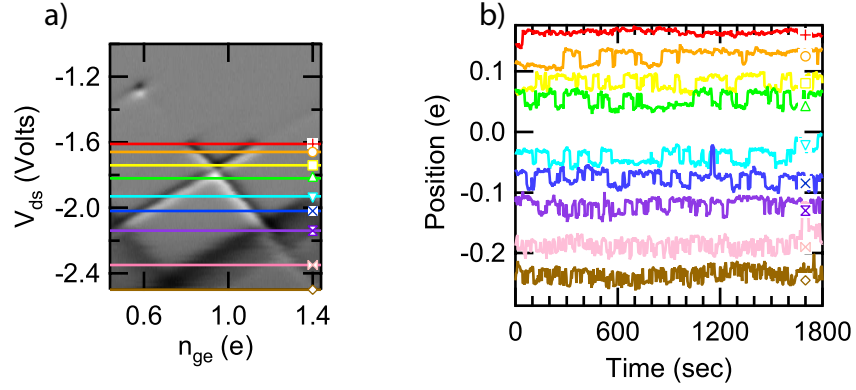 a)
V_ds (Volts)
-1.2
-1.6
-2.0
-2.4
0.6
1.0
1.4
n_ge (e)
b)
Position (e)
0.1
0.0
-0.1
-0.2
0
600
1200
1800
Time (sec)